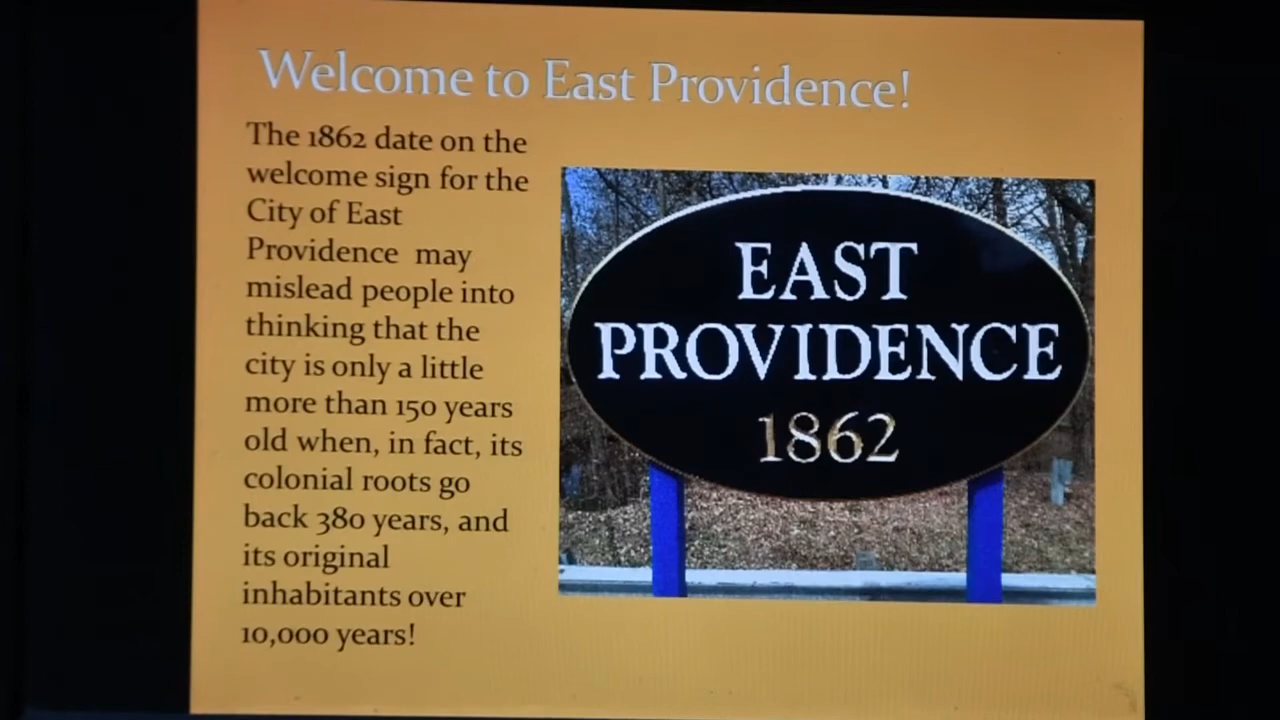 Welcome to East Providence!
The 1862 date on the
welcome sign for the
City of East
Providence may
mislead people into
thinking that the
city is only a little
more than 150 years
old when, in fact, its
colonial roots go
back 380 years, and
its original
inhabitants over
10,000 years!
EAST
PROVIDENCE
1862